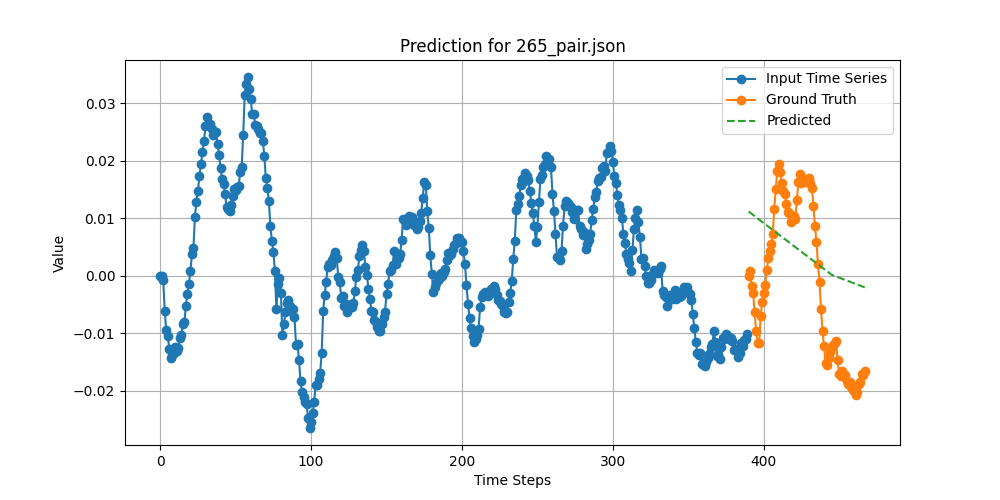 Prediction for 265_pair.json
Input Time Series
Ground Truth
Predicted
Value
0.03
0.02
0.01
0.00
−0.01
−0.02
0
100
200
300
400
Time Steps